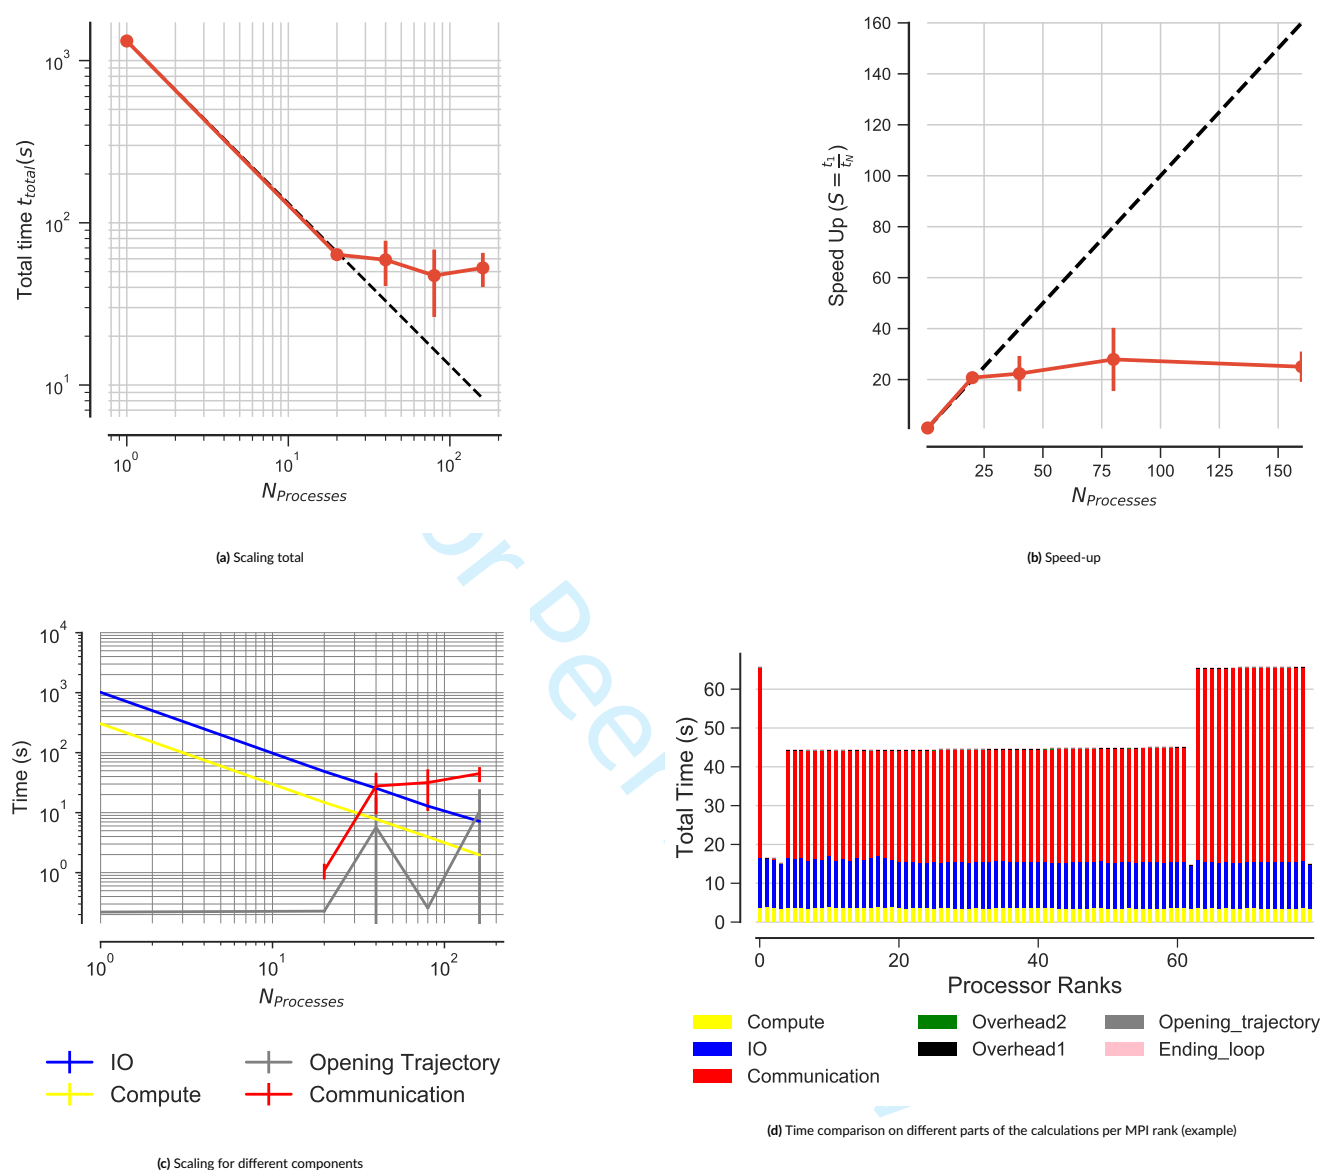 10^3
10^2
10^1
Total time t_total(s)
10^0
10^1
10^2
N_Processes
(a) Scaling total
160
140
120
100
80
60
40
20
Speed Up (S = t_1/t_N)
25
50
75
100
125
150
N_Processes
(b) Speed-up
or Peer
10^4
10^3
10^2
10^1
10^0
Time (s)
10^0
10^1
10^2
N_Processes
IO
Opening Trajectory
Compute
Communication
(c) Scaling for different components
60
50
40
30
20
10
0
Total Time (s)
0
20
40
60
Processor Ranks
Compute
Overhead2
Opening_trajectory
IO
Overhead1
Ending_loop
Communication
(d) Time comparison on different parts of the calculations per MPI rank (example)